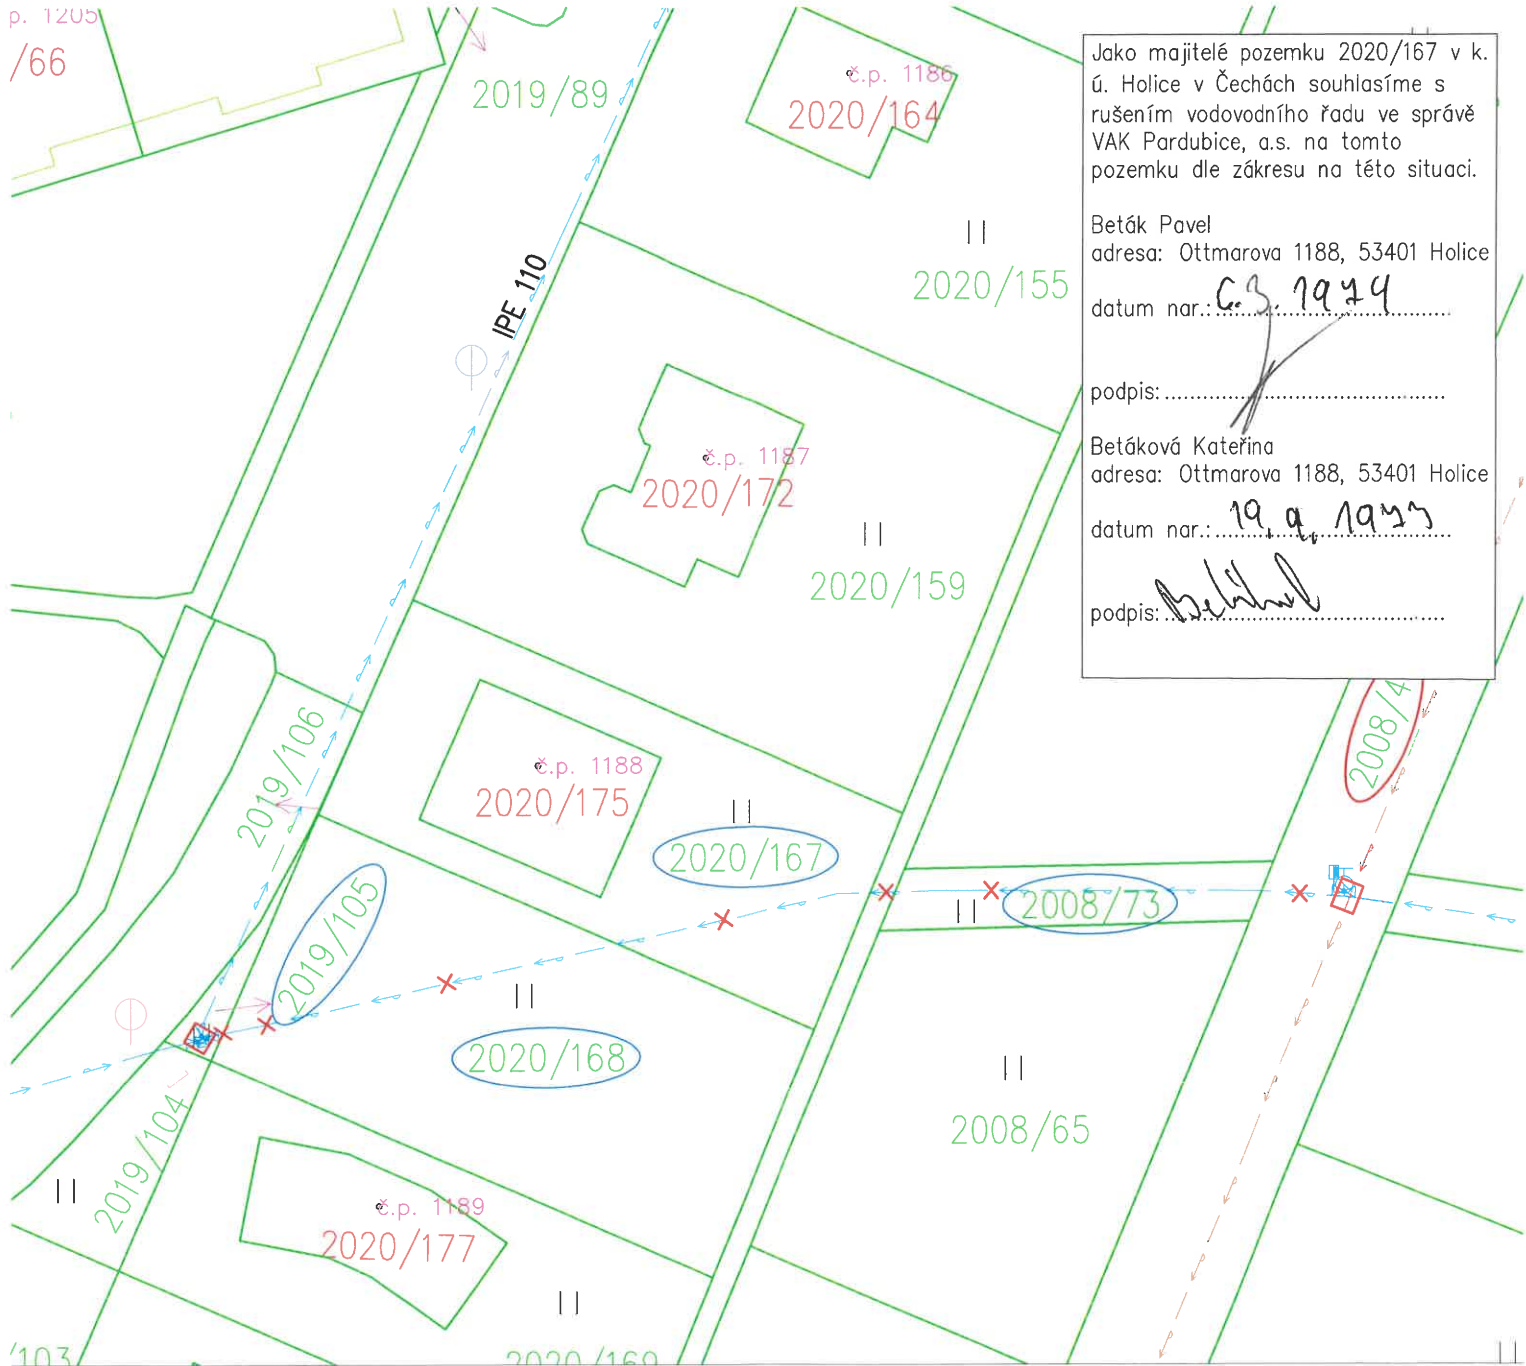 p. 1205
/66
2019/89
č.p. 1186
2020/164
2020/155
IPE 110
č.p. 1187
2020/172
2020/159
2019/106
č.p. 1188
2020/175
2020/167
2019/105
2008/73
2008/4
2020/168
2008/65
2019/104
č.p. 1189
2020/177
/103
2020/169
Jako majitelé pozemku 2020/167 v k.
ú. Holice v Čechách souhlasíme s
rušením vodovodního řadu ve správě
VAK Pardubice, a.s. na tomto
pozemku dle zákresu na této situaci.
Beták Pavel
adresa: Ottmarova 1188, 53401 Holice
datum nar.: 6.3. 1974
podpis:
Betáková Kateřina
adresa: Ottmarova 1188, 53401 Holice
datum nar.: 19. 9. 1973
podpis: